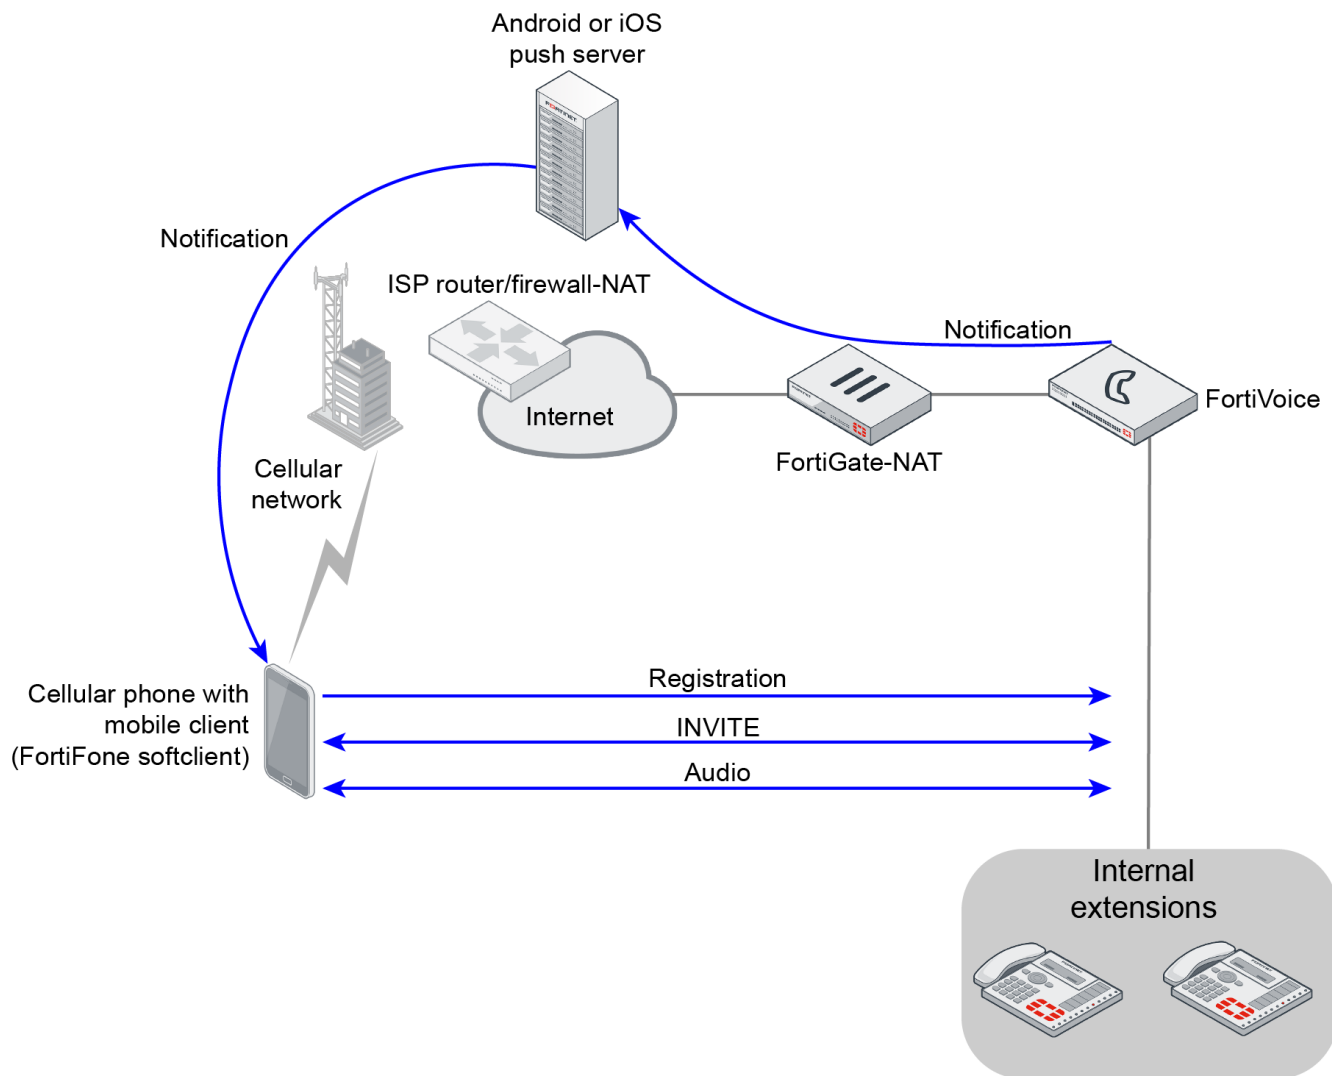 Android or iOS
push server
FORTINET
Notification
ISP router/firewall-NAT
Notification
Internet
FortiVoice
FortiGate-NAT
Cellular
network
Registration
Cellular phone with
mobile client
(FortiFone softclient)
INVITE
Audio
Internal
extensions